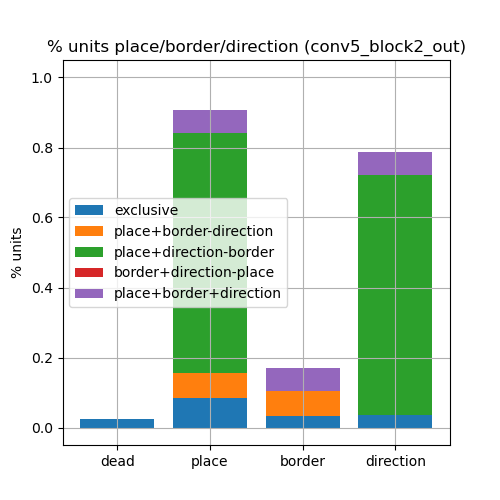 % units place/border/direction (conv5_block2_out)
1.0
0.8
0.6
0.4
0.2
0.0
% units
exclusive
place+border-direction
place+direction-border
border+direction-place
place+border+direction
dead place border direction